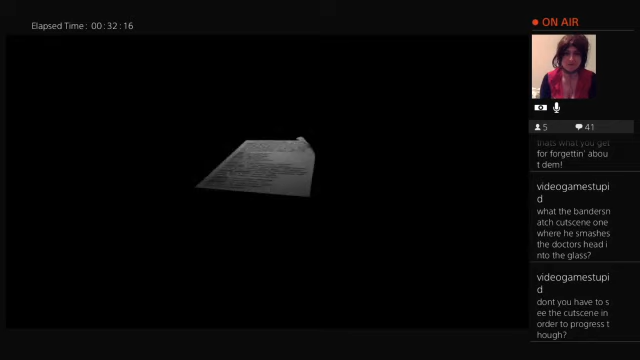 Elapsed Time : 00 : 32 : 16
ON AIR
5
41
thats what you get
for forgettin' abou
t dem!
videogamestupi
d
what the bandersn
atch cutscene one
where he smashes
the doctors head i
nto the glass?
videogamestupi
d
dont you have to s
ee the cutscene in
order to progress t
hough?